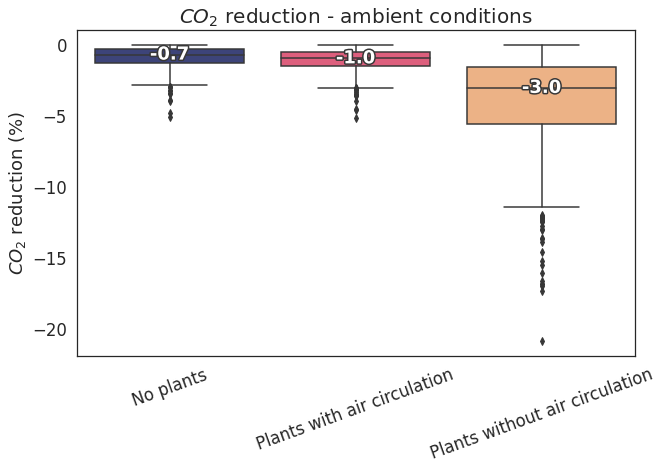 CO₂ reduction - ambient conditions
CO₂ reduction (%)
0
−5
−10
−15
−20
-0.7
-1.0
-3.0
No plants
Plants with air circulation
Plants without air circulation